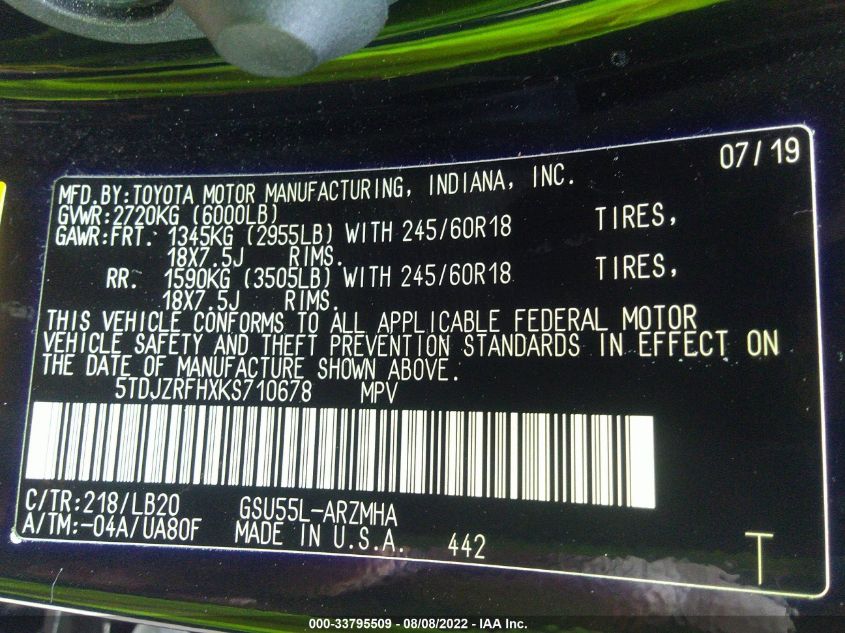 07/19
MFD.BY:TOYOTA MOTOR MANUFACTURING, INDIANA, INC.
GVWR:2720KG (6000LB)
GAWR:FRT. 1345KG (2955LB) WITH 245/60R18 TIRES,
18X7.5J RIMS.
RR. 1590KG (3505LB) WITH 245/60R18 TIRES,
18X7.5J RIMS.
THIS VEHICLE CONFORMS TO ALL APPLICABLE FEDERAL MOTOR
VEHICLE SAFETY AND THEFT PREVENTION STANDARDS IN EFFECT ON
THE DATE OF MANUFACTURE SHOWN ABOVE.
5TDJZRFHXKS710678 MPV
C/TR:218/LB20 GSU55L-ARZMHA
A/TM:-04A/UA80F MADE IN U.S.A. 442
T
000-33795509 - 08/08/2022 - IAA Inc.